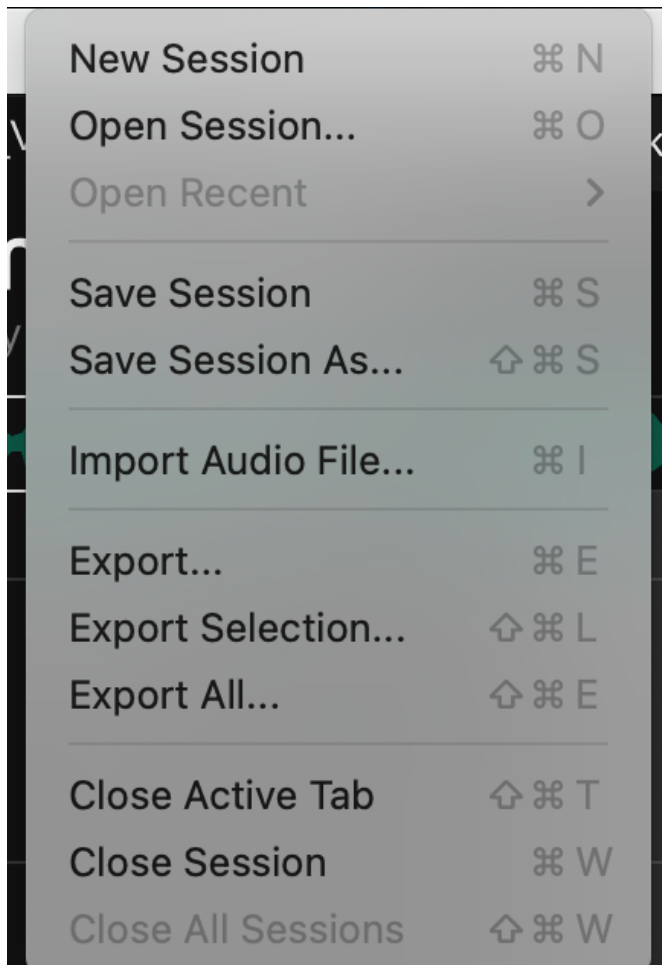 New Session ⌘ N
Open Session... ⌘ O
Open Recent >
Save Session ⌘ S
Save Session As... ⇧ ⌘ S
Import Audio File... ⌘ I
Export... ⌘ E
Export Selection... ⇧ ⌘ L
Export All... ⇧ ⌘ E
Close Active Tab ⇧ ⌘ T
Close Session ⌘ W
Close All Sessions ⇧ ⌘ W